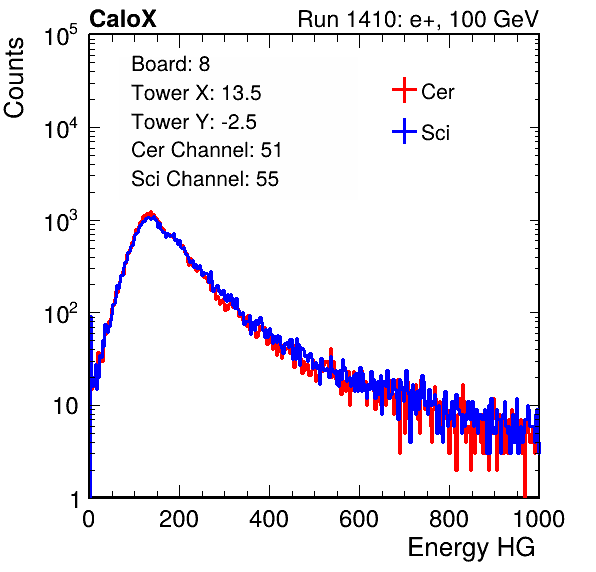 CaloX Run 1410: e+, 100 GeV
Counts
10^5
10^4
10^3
10^2
10
1
Board: 8
Tower X: 13.5
Tower Y: -2.5
Cer Channel: 51
Sci Channel: 55
Cer
Sci
0 200 400 600 800 1000
Energy HG